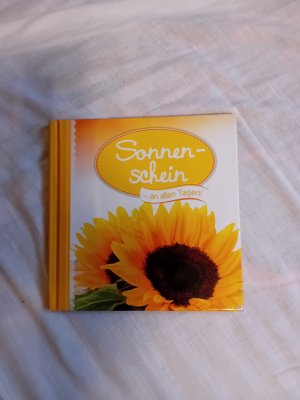 Sonnen-
schein
- an allen Tagen!